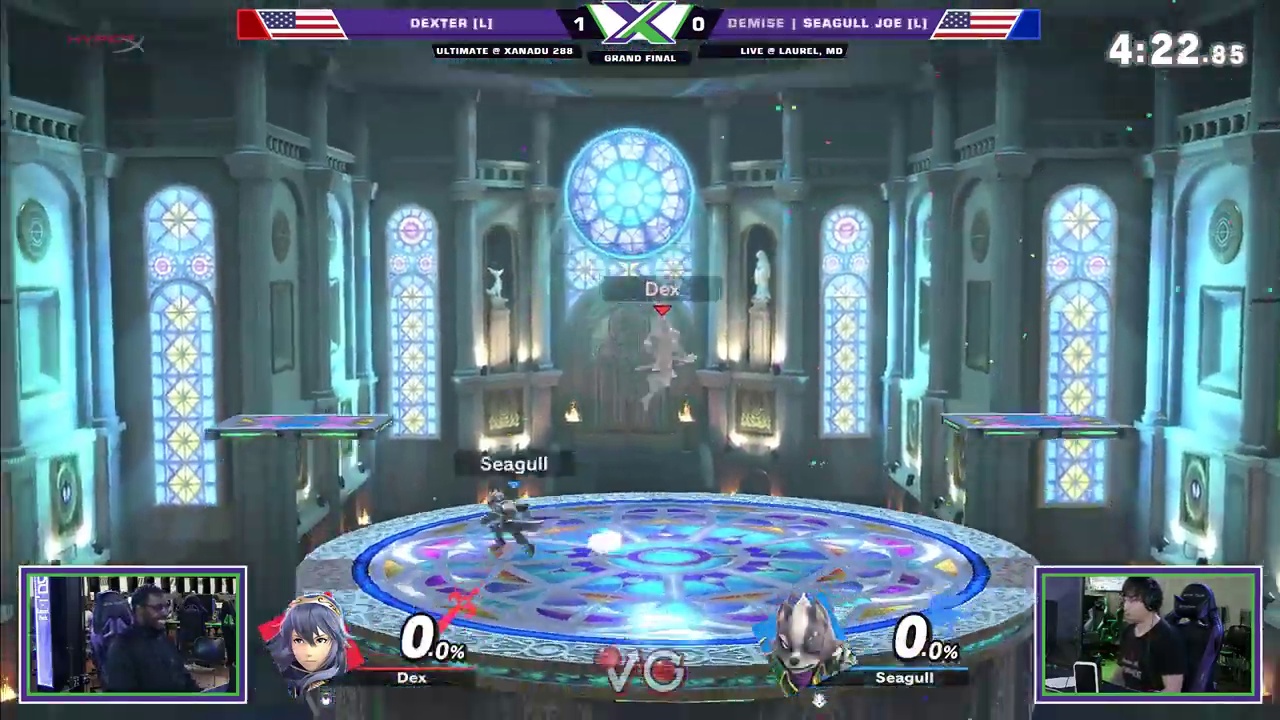 DEXTER [L] 1 0 DEMISE | SEAGULL JOE [L]
ULTIMATE @ XANADU 288 LIVE @ LAUREL, MD
GRAND FINAL
HYPERX
4:22.85
Dex
Seagull
0.0% 0.0%
Dex Seagull